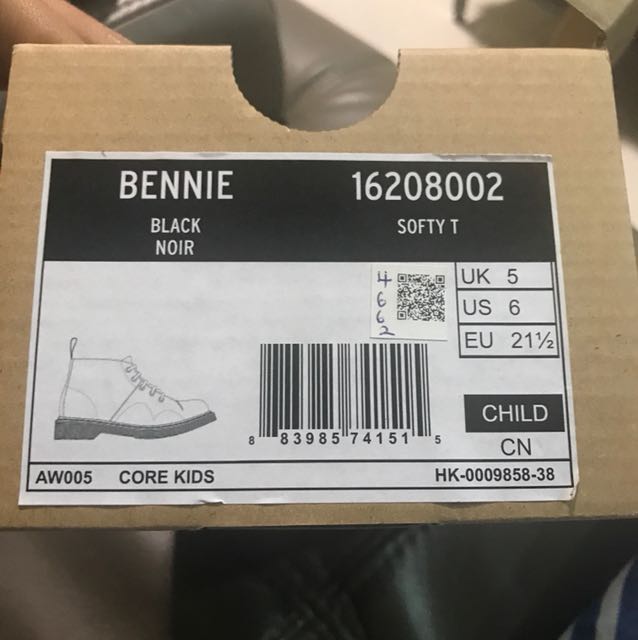 BENNIE 16208002
BLACK SOFTY T
NOIR
4
6
6
2
UK 5
US 6
EU 21½
8 83985 74151 5
CHILD
CN
AW005 CORE KIDS HK-0009858-38